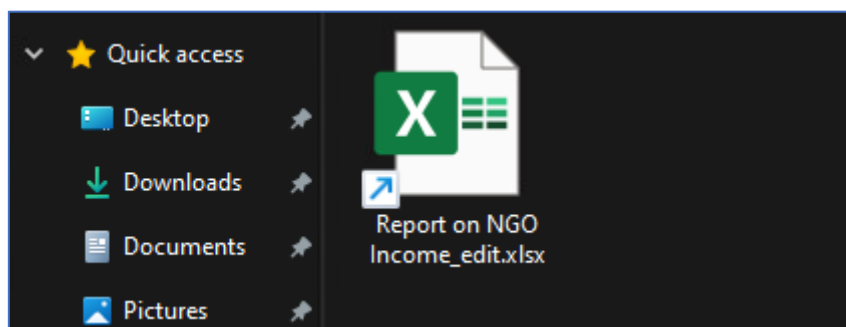 Quick access
Desktop
Downloads
Documents
Pictures
X
Report on NGO
Income_edit.xlsx